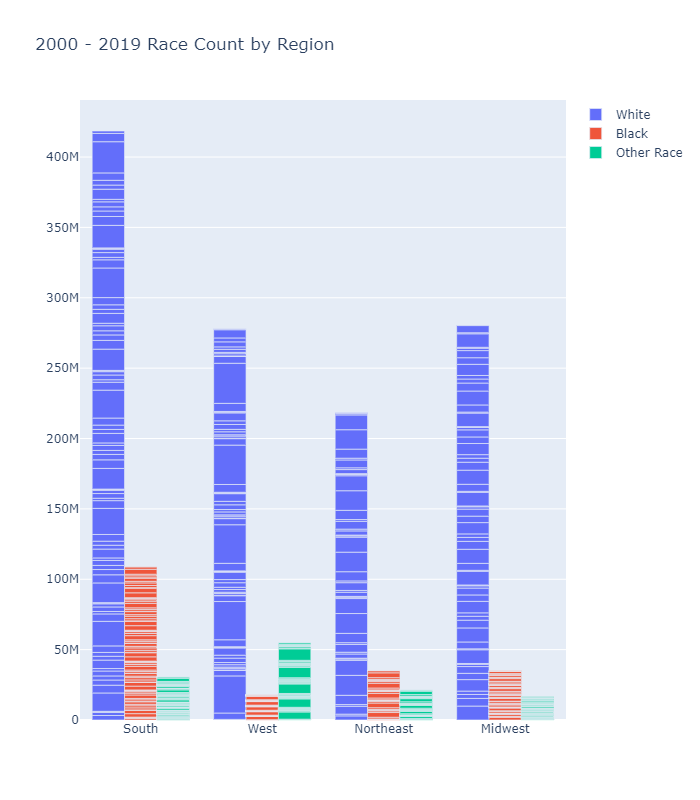 2000 - 2019 Race Count by Region
White
Black
Other Race
400M
350M
300M
250M
200M
150M
100M
50M
0
South West Northeast Midwest